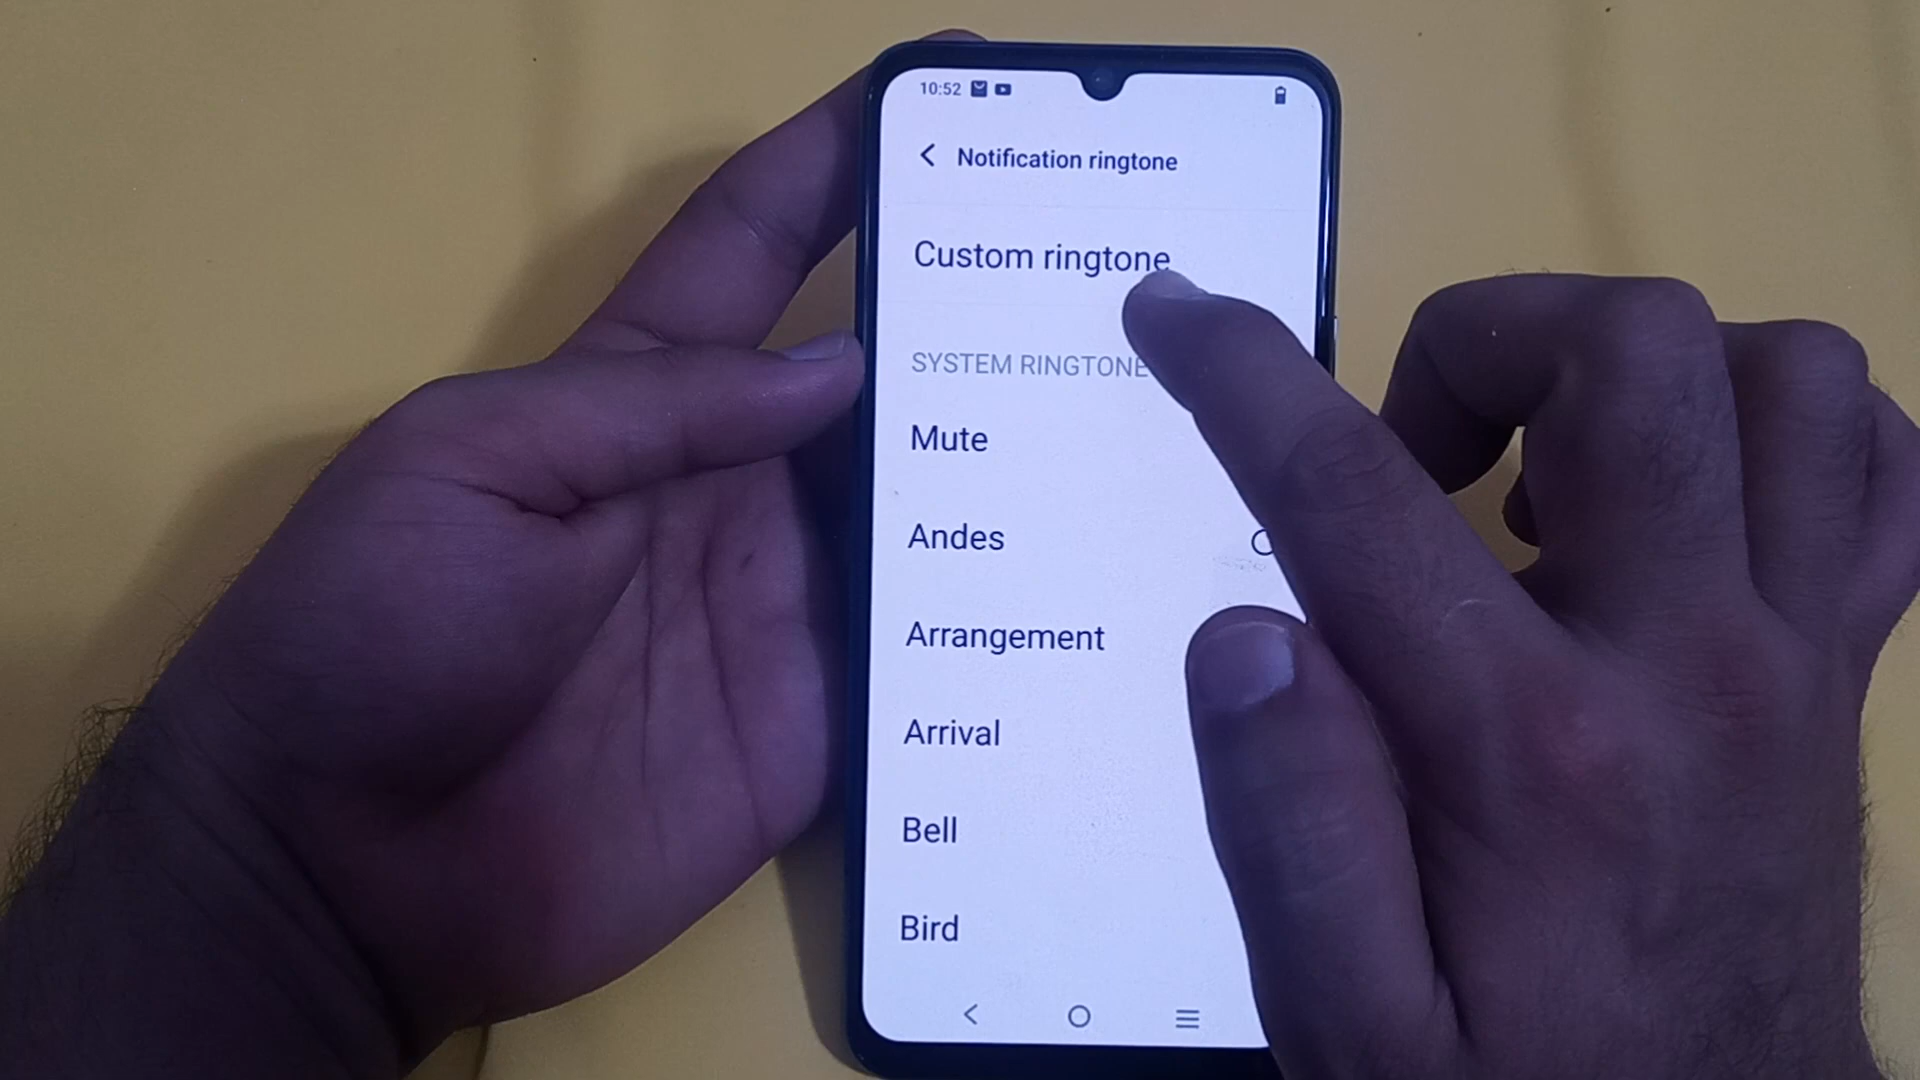 10:52
Notification ringtone
Custom ringtone
SYSTEM RINGTONE
Mute
Andes
Arrangement
Arrival
Bell
Bird